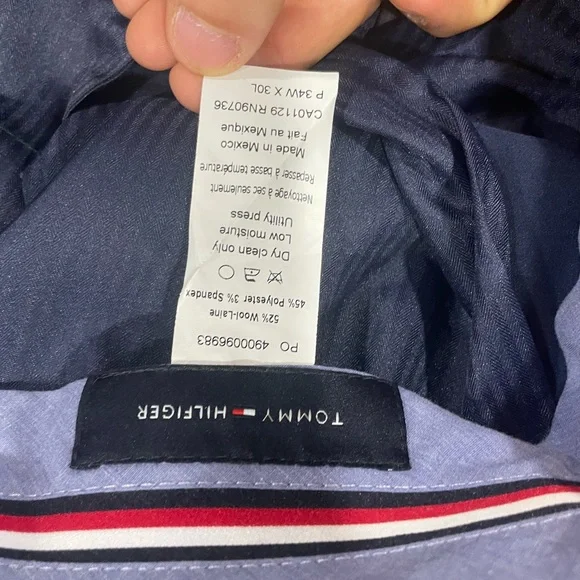 PO 4900096983
52% Wool-Laine
45% Polyester 3% Spandex
Dry clean only
Low moisture
Utility press
Nettoyage à sec seulement
Repasser à basse température
Made in Mexico
Fait au Mexique
CA01129 RN90736
P 34W X 30L
TOMMY HILFIGER